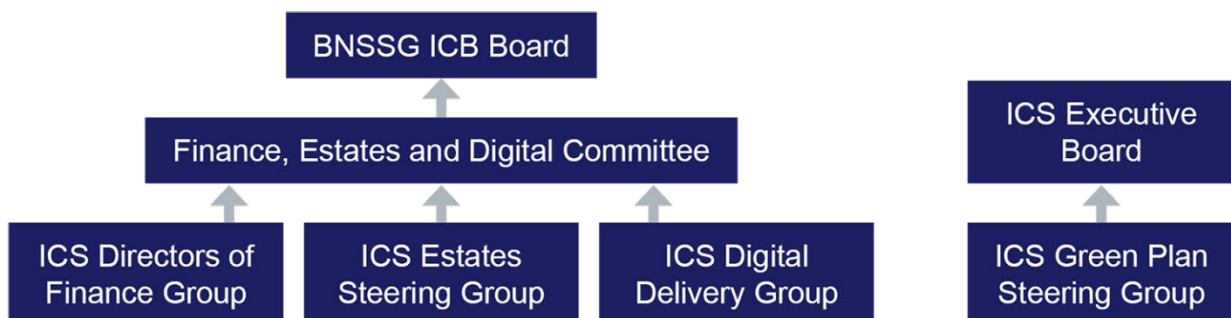 BNSSG ICB Board
Finance, Estates and Digital Committee
ICS Executive
Board
ICS Directors of
Finance Group
ICS Estates
Steering Group
ICS Digital
Delivery Group
ICS Green Plan
Steering Group